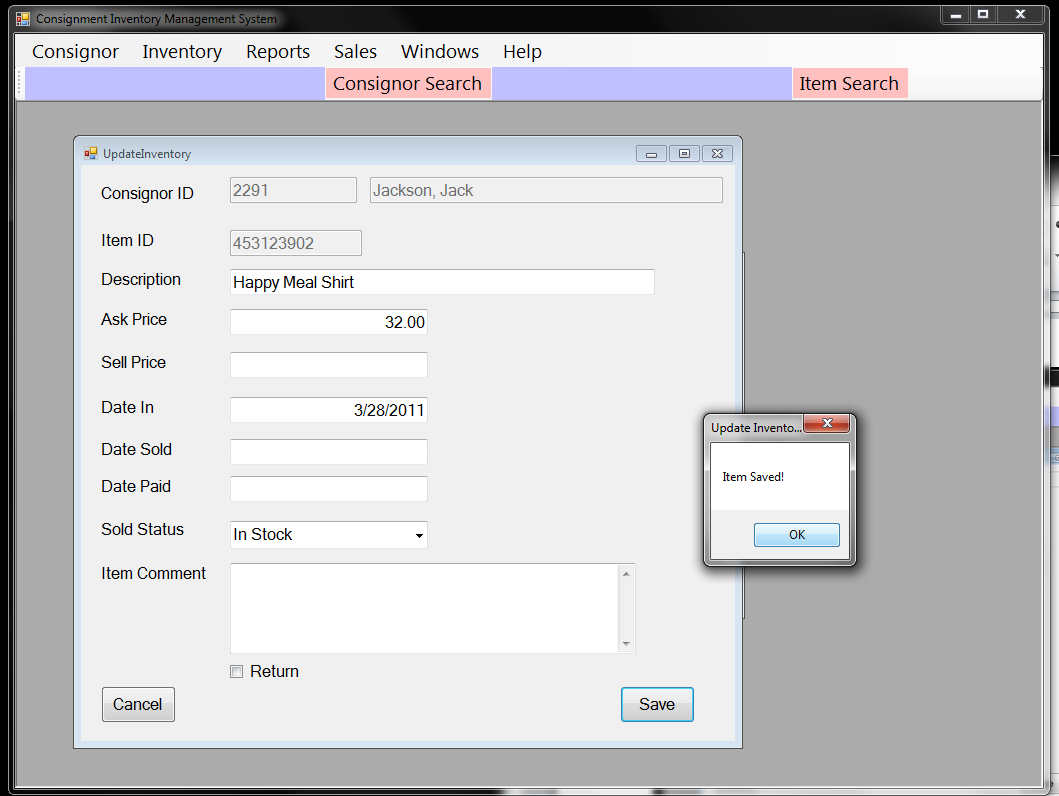 Consignment Inventory Management System
Consignor Inventory Reports Sales Windows Help
Consignor Search Item Search
UpdateInventory
Consignor ID 2291 Jackson, Jack
Item ID 453123902
Description Happy Meal Shirt
Ask Price 32.00
Sell Price
Date In 3/28/2011
Date Sold
Date Paid
Sold Status In Stock
Item Comment
Return
Cancel Save
Update Invento...
Item Saved!
OK